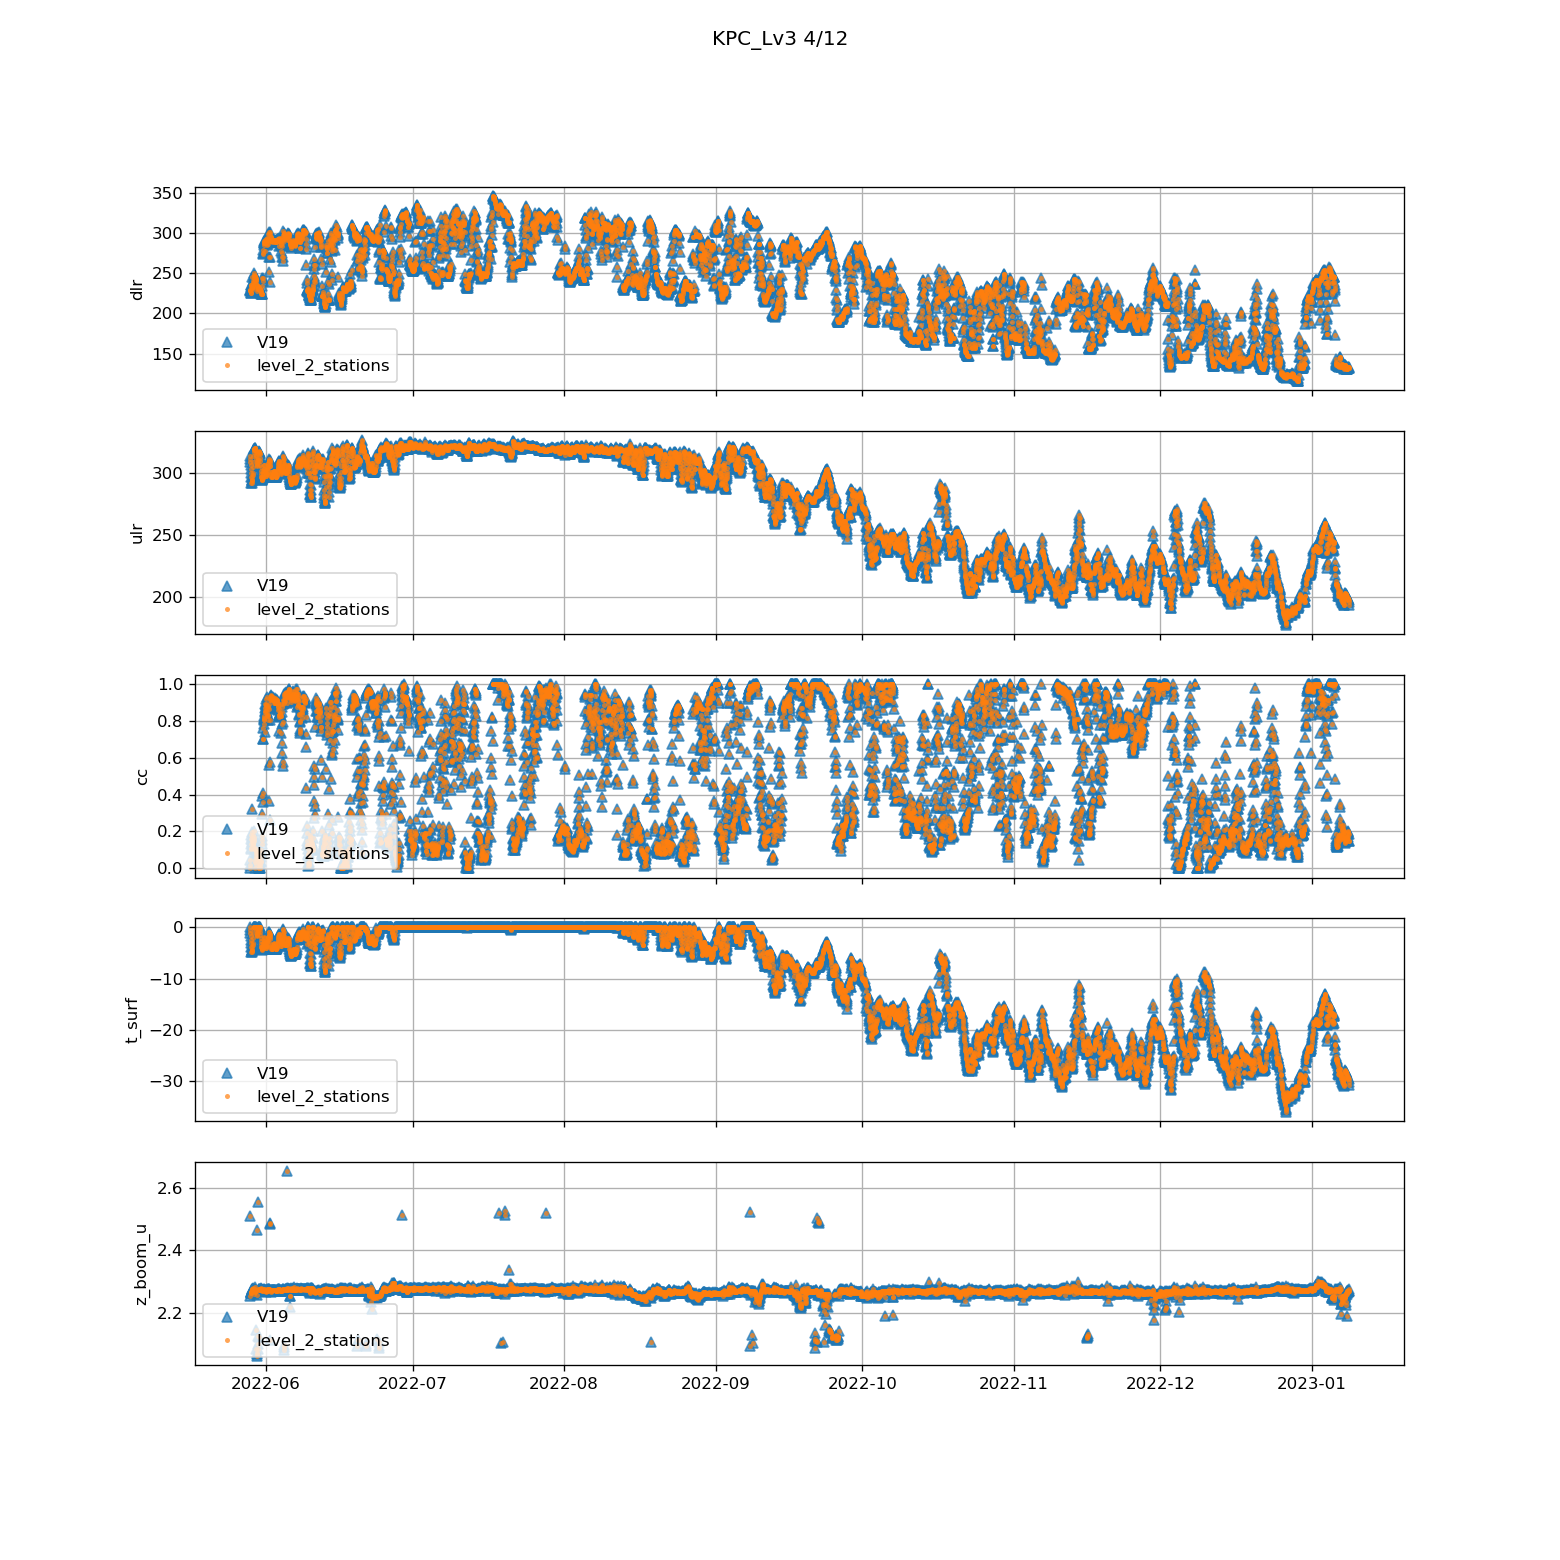 KPC_Lv3 4/12
350
300
250
200
150
dlr
V19
level_2_stations
300
250
200
ulr
V19
level_2_stations
1.0
0.8
0.6
0.4
0.2
0.0
cc
V19
level_2_stations
0
−10
−20
−30
t_surf
V19
level_2_stations
2.6
2.4
2.2
z_boom_u
V19
level_2_stations
2022-06
2022-07
2022-08
2022-09
2022-10
2022-11
2022-12
2023-01